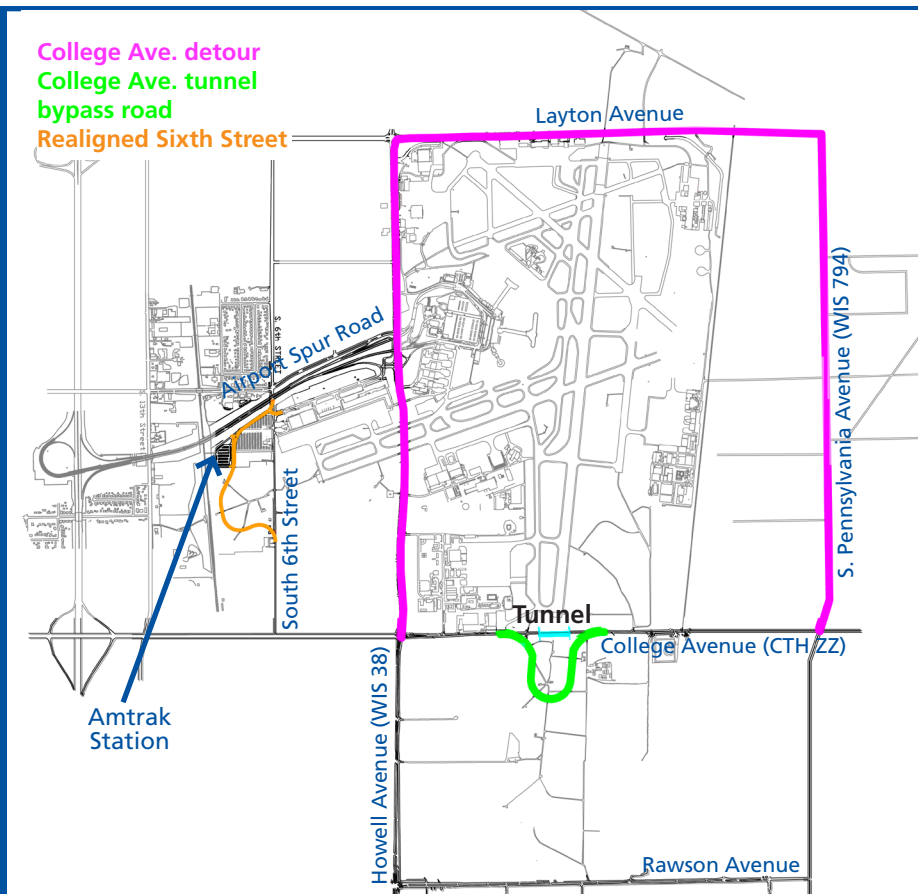 College Ave. detour
College Ave. tunnel
bypass road
Realigned Sixth Street
Layton Avenue
S. Pennsylvania Avenue (WIS 794)
S. 6TH ST
Airport Spur Road
S. 13TH STREET
South 6th Street
Tunnel
College Avenue (CTH ZZ)
Amtrak
Station
Howell Avenue (WIS 38)
Rawson Avenue